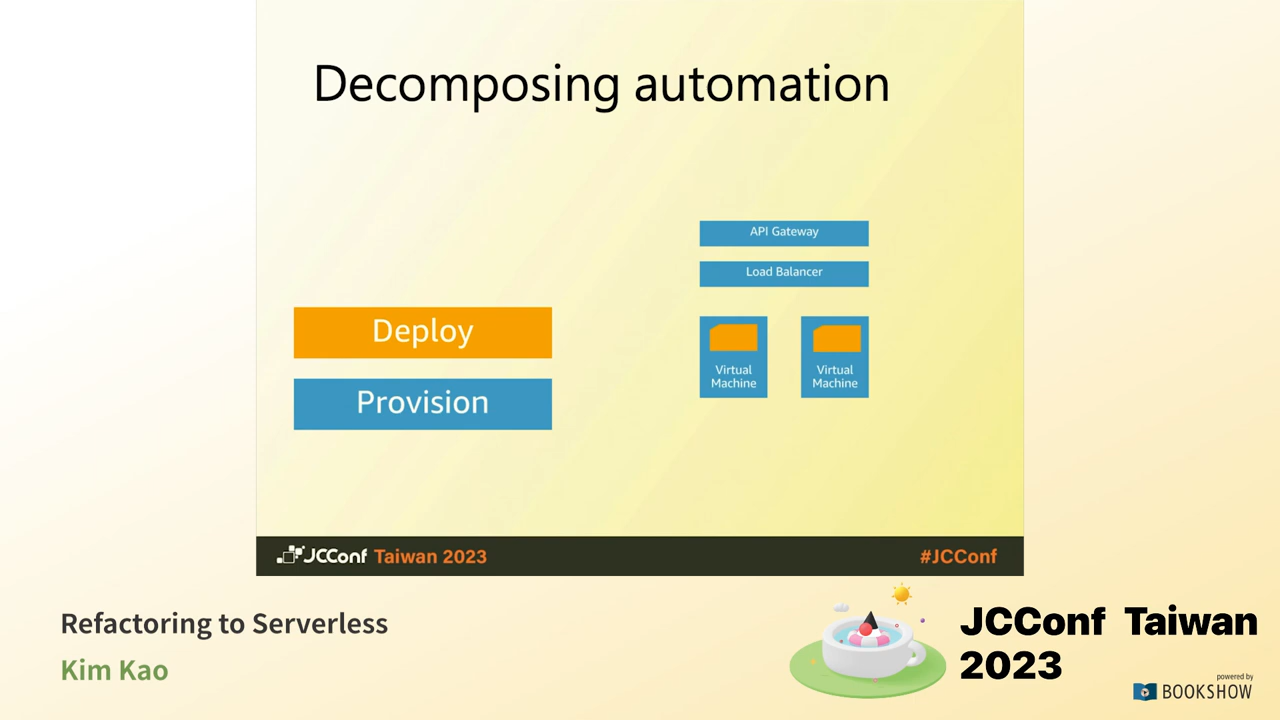 Decomposing automation
API Gateway
Load Balancer
Deploy
Provision
Virtual
Machine
Virtual
Machine
JCConf Taiwan 2023
#JCConf
Refactoring to Serverless
Kim Kao
JCConf Taiwan
2023
powered by
BOOKSHOW